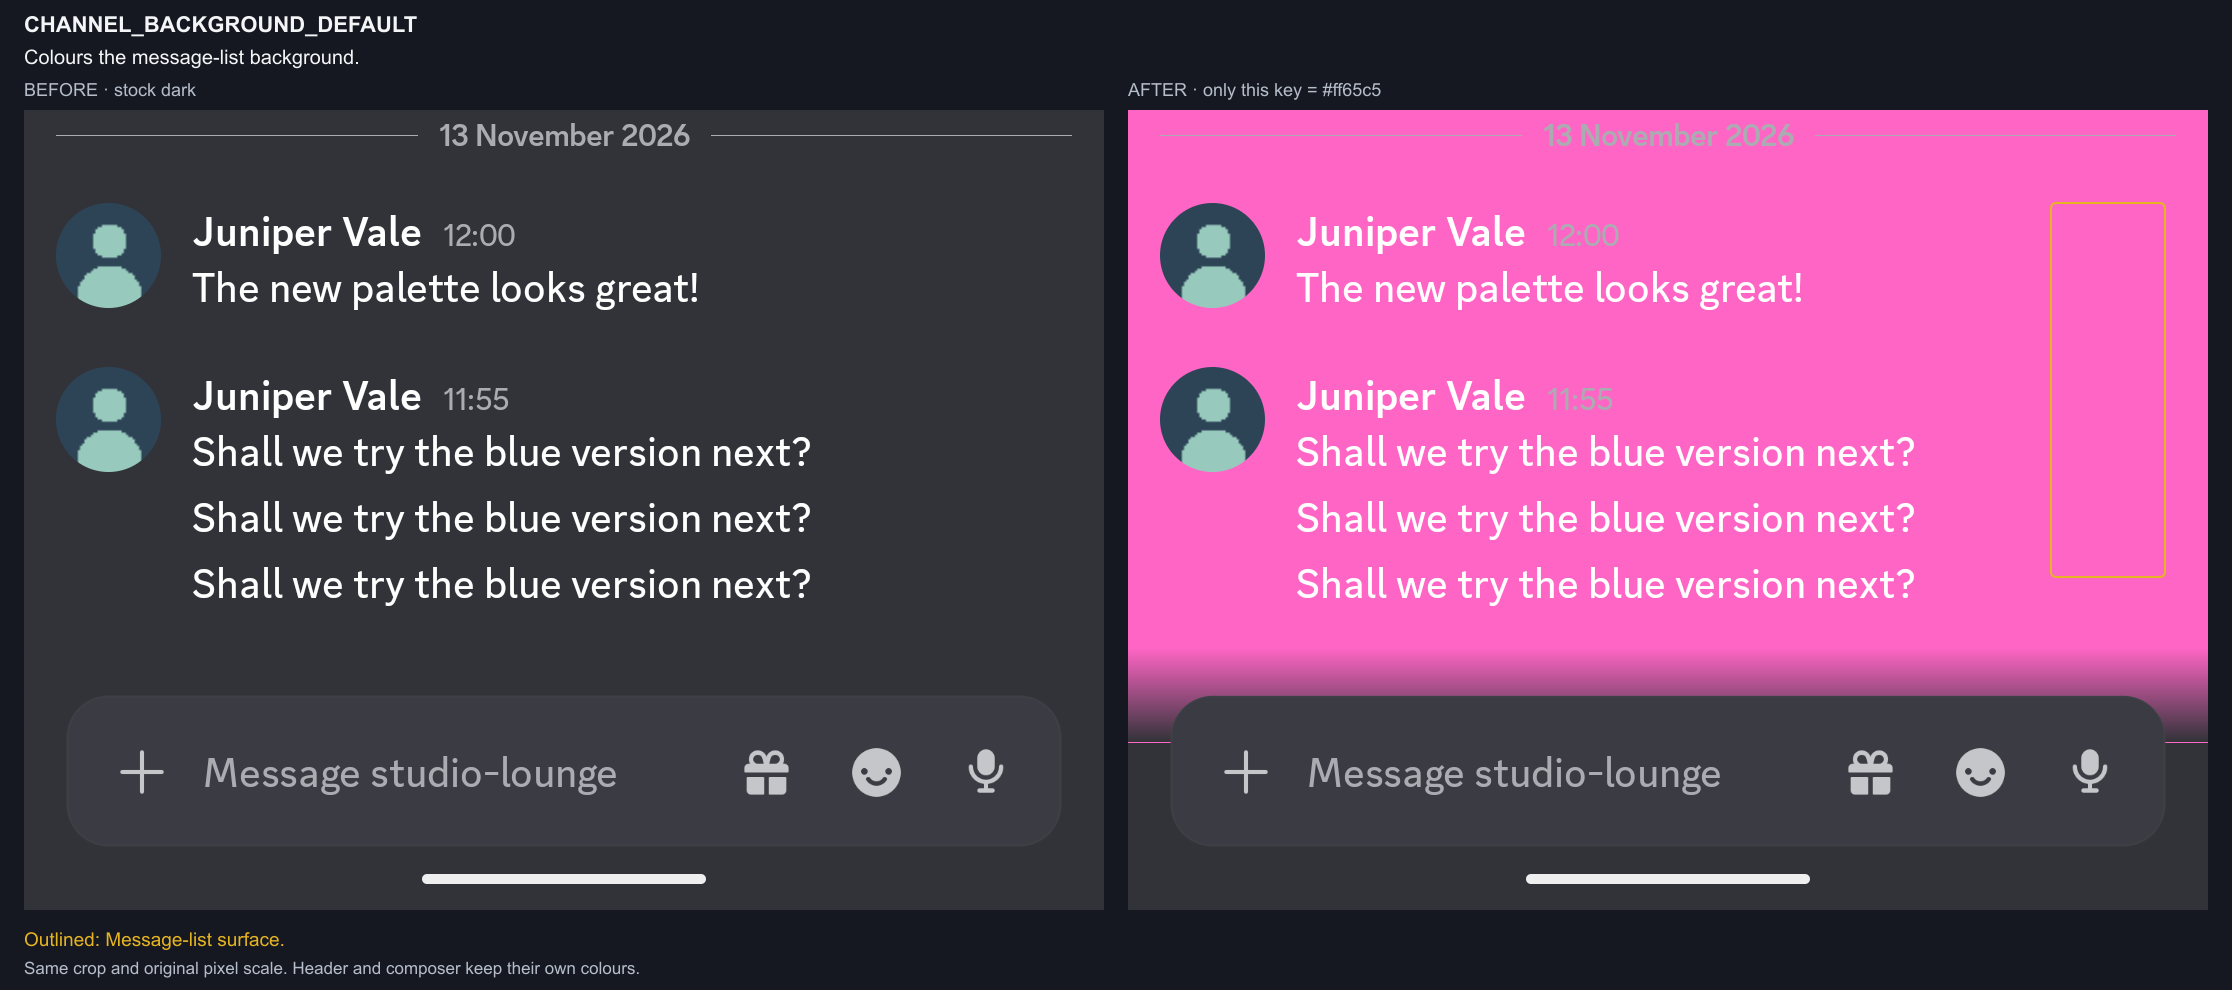 CHANNEL_BACKGROUND_DEFAULT
Colours the message-list background.
BEFORE · stock dark
13 November 2026
Juniper Vale 12:00
The new palette looks great!
Juniper Vale 11:55
Shall we try the blue version next?
Shall we try the blue version next?
Shall we try the blue version next?
Message studio-lounge
AFTER · only this key = #ff65c5
13 November 2026
Juniper Vale 12:00
The new palette looks great!
Juniper Vale 11:55
Shall we try the blue version next?
Shall we try the blue version next?
Shall we try the blue version next?
Message studio-lounge
Outlined: Message-list surface.
Same crop and original pixel scale. Header and composer keep their own colours.